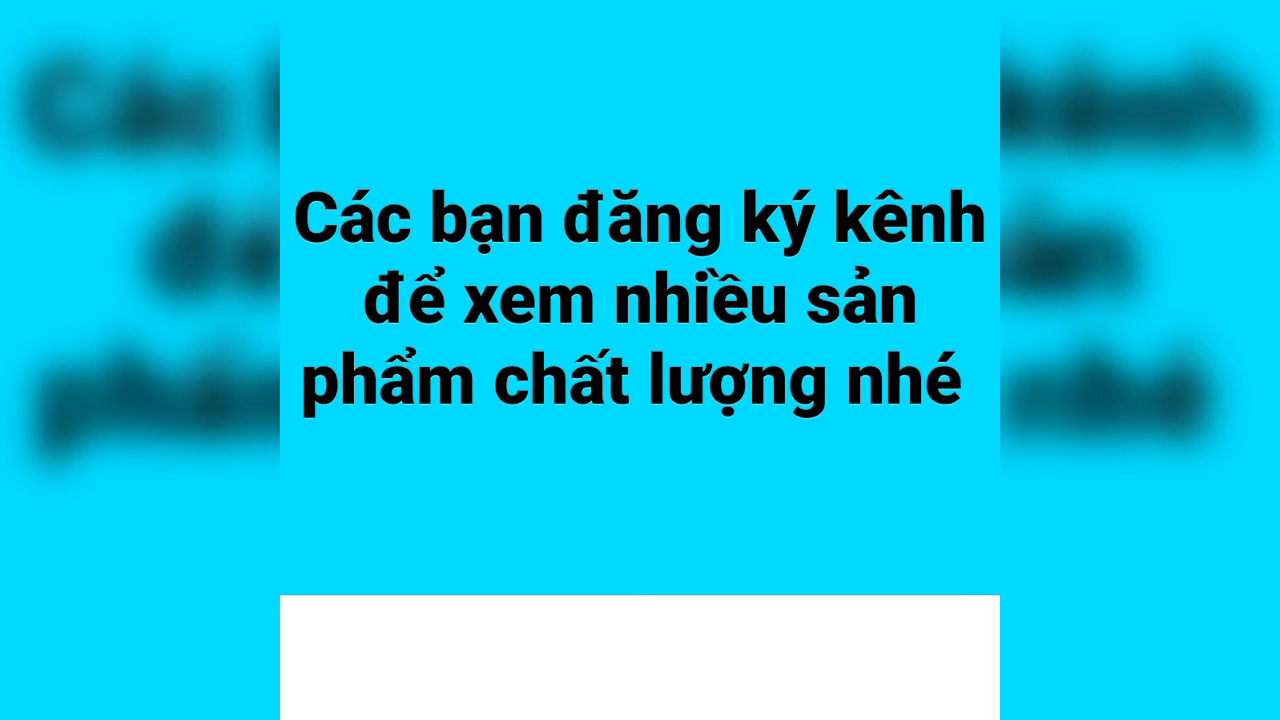 Các bạn đăng ký kênh
để xem nhiều sản
phẩm chất lượng nhé